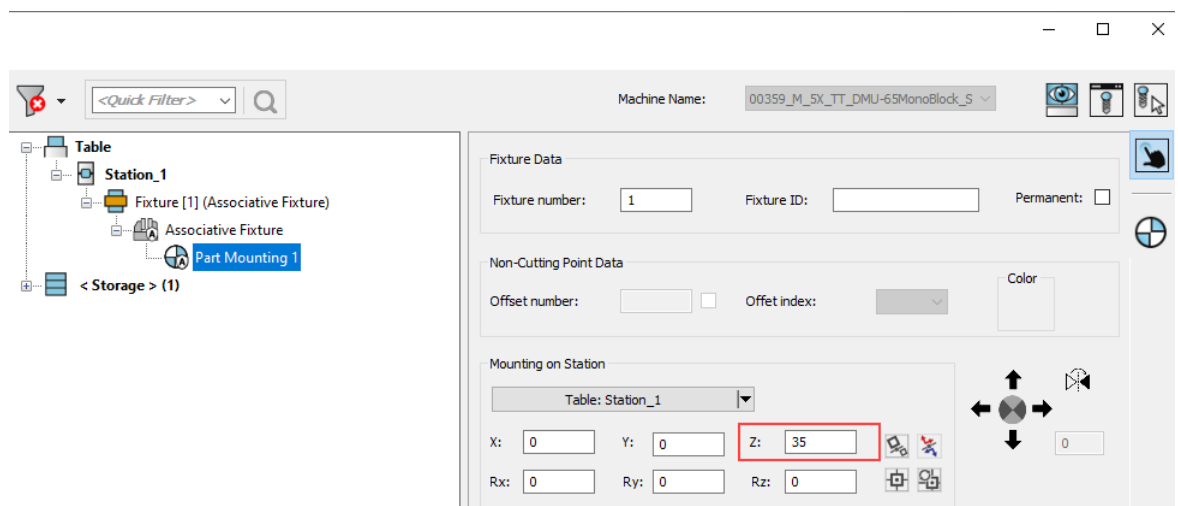 <Quick Filter>
Machine Name: 00359_M_5X_TT_DMU-65MonoBlock_S
Table
Station_1
Fixture [1] (Associative Fixture)
Associative Fixture
Part Mounting 1
< Storage > (1)
Fixture Data
Fixture number: 1 Fixture ID: Permanent:
Non-Cutting Point Data
Color
Offset number: Offet index:
Mounting on Station
Table: Station_1
X: 0 Y: 0 Z: 35 0
Rx: 0 Ry: 0 Rz: 0